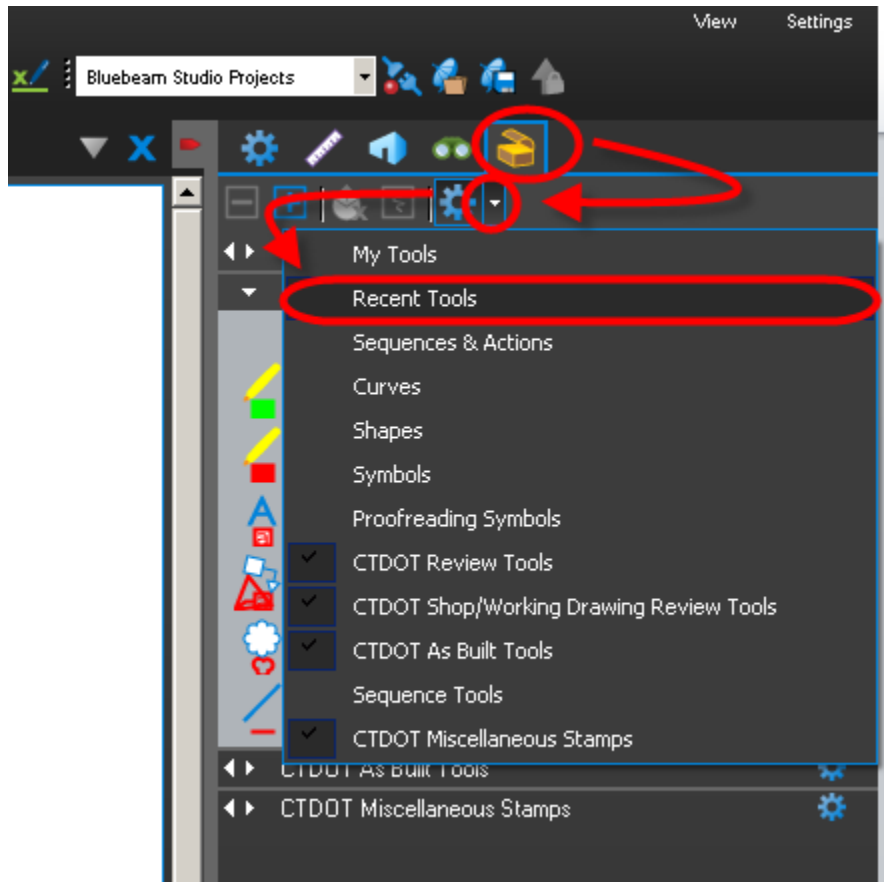 View Settings
Bluebeam Studio Projects
My Tools
Recent Tools
Sequences & Actions
Curves
Shapes
Symbols
Proofreading Symbols
CTDOT Review Tools
CTDOT Shop/Working Drawing Review Tools
CTDOT As Built Tools
Sequence Tools
CTDOT Miscellaneous Stamps
CTDOT As Built Tools
CTDOT Miscellaneous Stamps